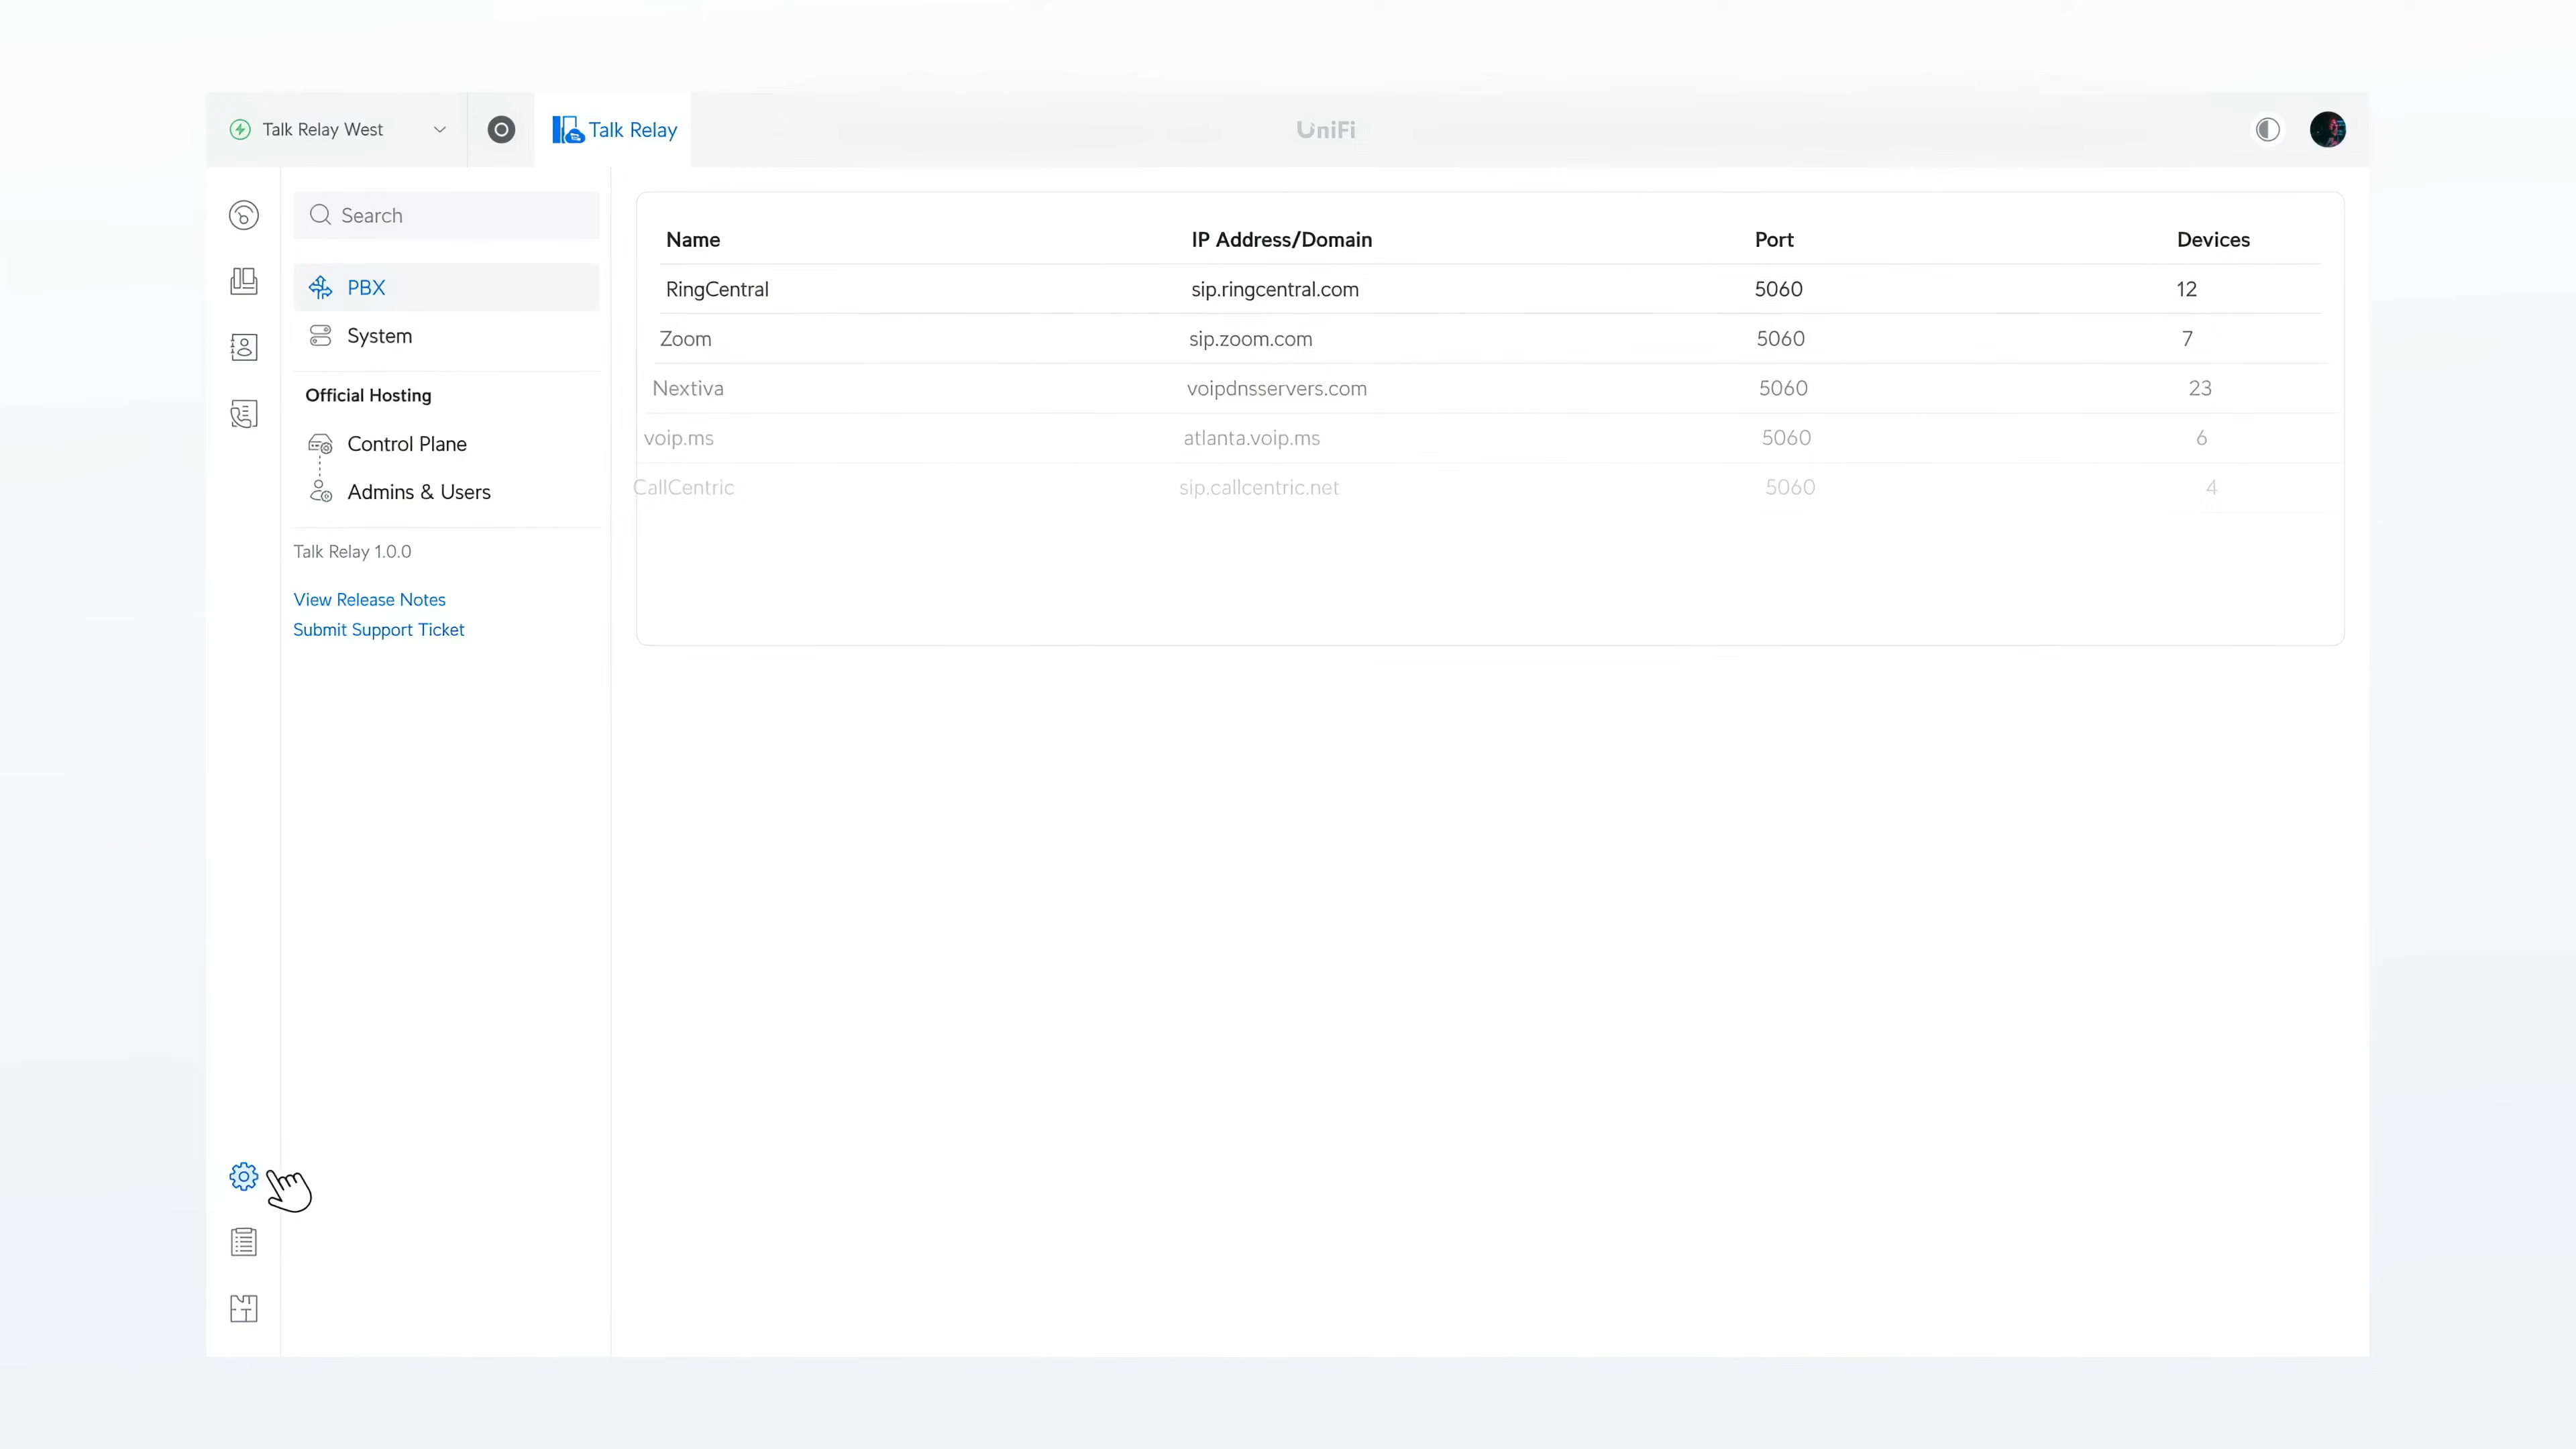 Talk Relay West
Talk Relay
UniFi
Search
PBX
System
Official Hosting
Control Plane
Admins & Users
Talk Relay 1.0.0
View Release Notes
Submit Support Ticket
Name IP Address/Domain Port Devices
RingCentral sip.ringcentral.com 5060 12
Zoom sip.zoom.com 5060 7
Nextiva voipdnsservers.com 5060 23
voip.ms atlanta.voip.ms 5060 6
CallCentric sip.callcentric.net 5060 4